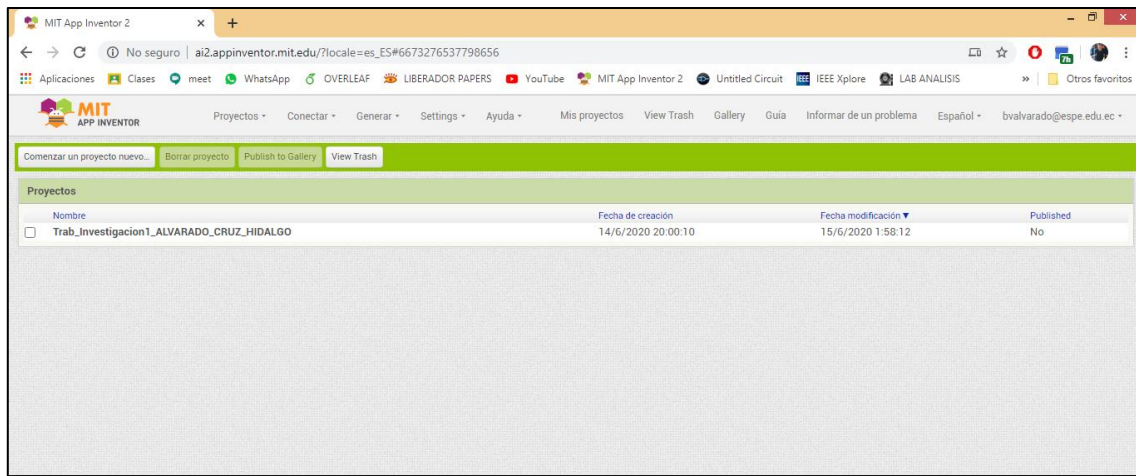 MIT App Inventor 2
No seguro | ai2.appinventor.mit.edu/?locale=es_ES#6673276537798656
Aplicaciones Clases meet WhatsApp OVERLEAF LIBERADOR PAPERS YouTube MIT App Inventor 2 Untitled Circuit IEEE IEEE Xplore LAB ANALISIS » Otros favoritos
7h
MIT
APP INVENTOR
Proyectos Conectar Generar Settings Ayuda Mis proyectos View Trash Gallery Guía Informar de un problema Español bvalvarado@espe.edu.ec
Comenzar un proyecto nuevo... Borrar proyecto Publish to Gallery View Trash
Proyectos
Nombre Fecha de creación Fecha modificación ▼ Published
Trab_Investigacion1_ALVARADO_CRUZ_HIDALGO 14/6/2020 20:00:10 15/6/2020 1:58:12 No